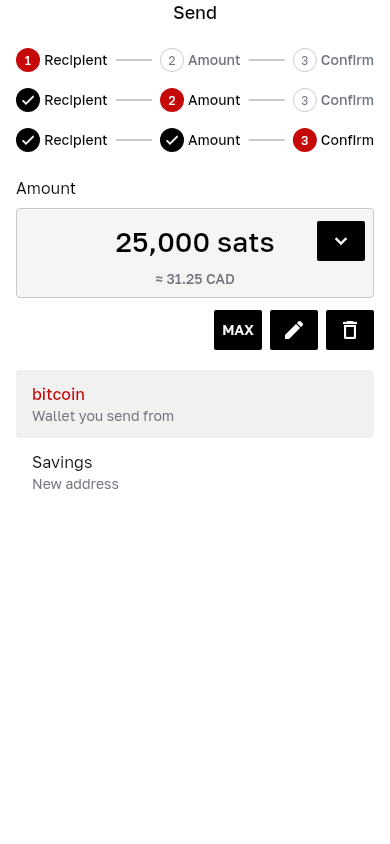 Send
1 Recipient 2 Amount 3 Confirm
Recipient 2 Amount 3 Confirm
Recipient Amount 3 Confirm
Amount
25,000 sats
≈ 31.25 CAD
MAX
bitcoin
Wallet you send from
Savings
New address